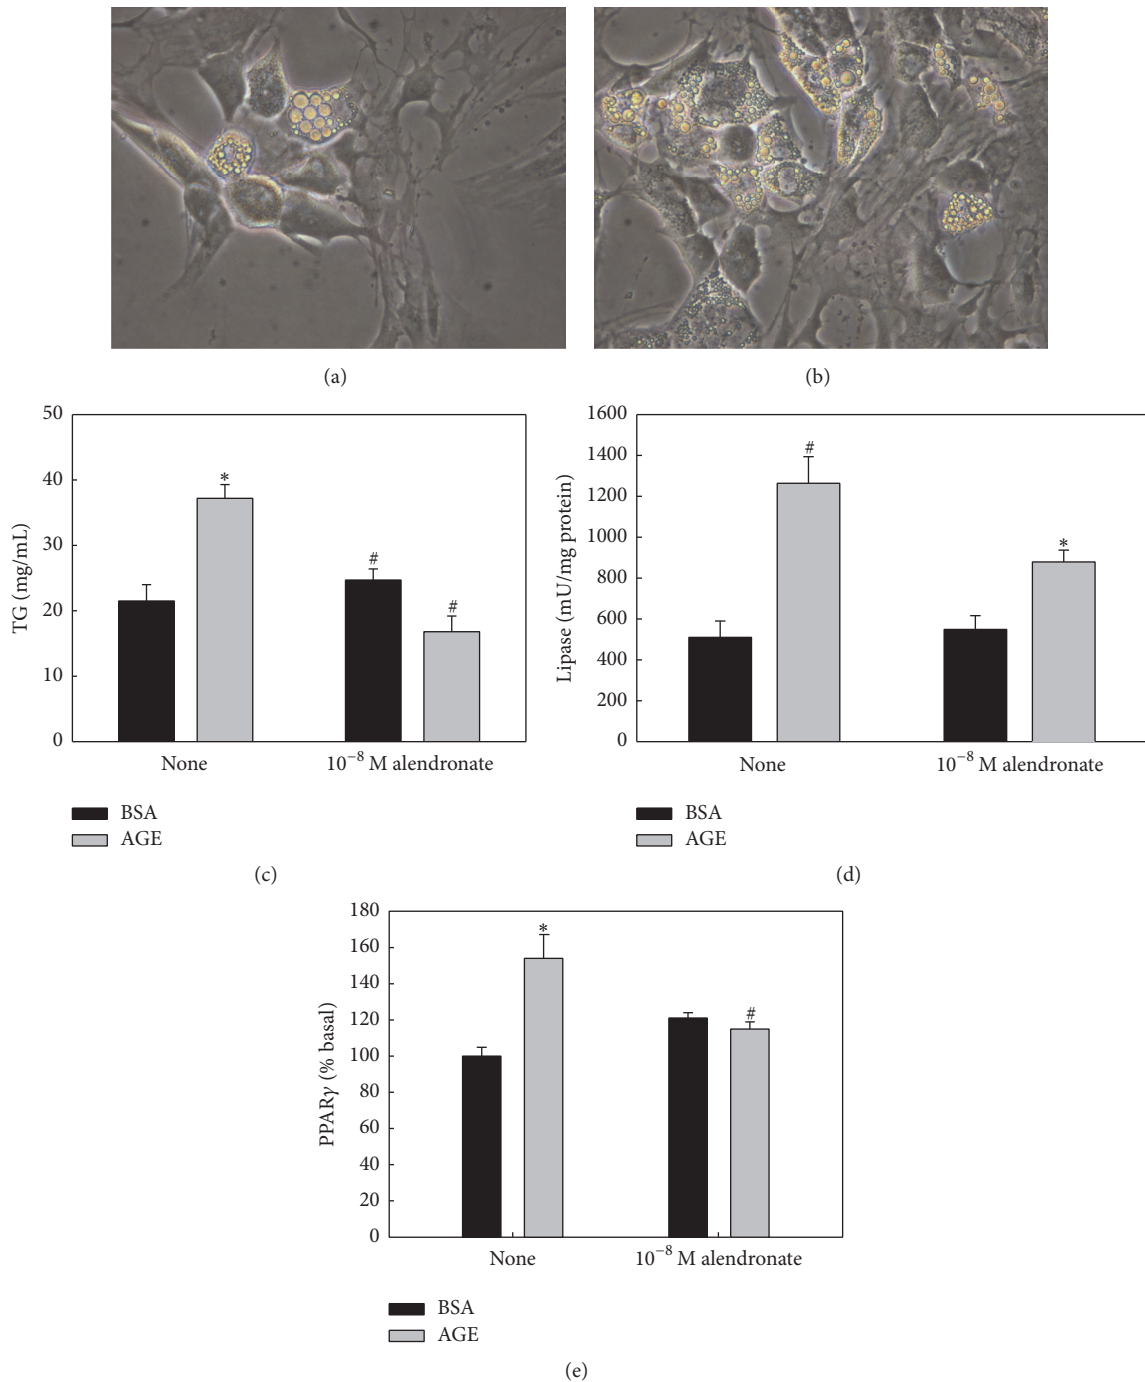 (a)
(b)
50
40
30
20
10
0
TG (mg/mL)
*
#
#
None
10⁻⁸ M alendronate
BSA
AGE
(c)
1600
1400
1200
1000
800
600
400
200
0
Lipase (mU/mg protein)
#
*
None
10⁻⁸ M alendronate
BSA
AGE
(d)
180
160
140
120
100
80
60
40
20
0
PPARγ (% basal)
*
#
None
10⁻⁸ M alendronate
BSA
AGE
(e)